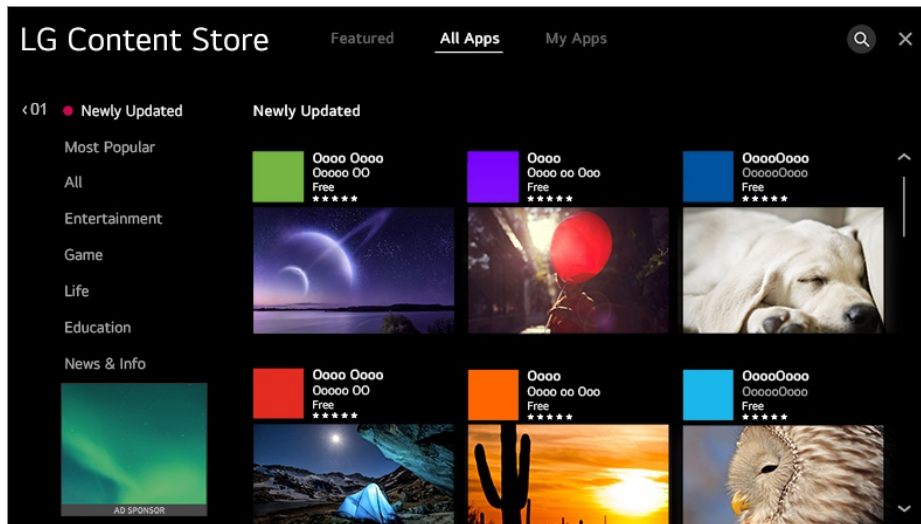 LG Content Store
Featured
All Apps
My Apps
‹01
Newly Updated
Most Popular
All
Entertainment
Game
Life
Education
News & Info
AD SPONSOR
Newly Updated
Oooo Oooo
Ooooo OO
Free
★★★★★
Oooo
Oooo oo Ooo
Free
★★★★★
OoooOooo
OooooOooo
Free
★★★★★
Oooo Oooo
Ooooo OO
Free
★★★★★
Oooo
Oooo oo Ooo
Free
★★★★★
OoooOooo
OooooOooo
Free
★★★★★